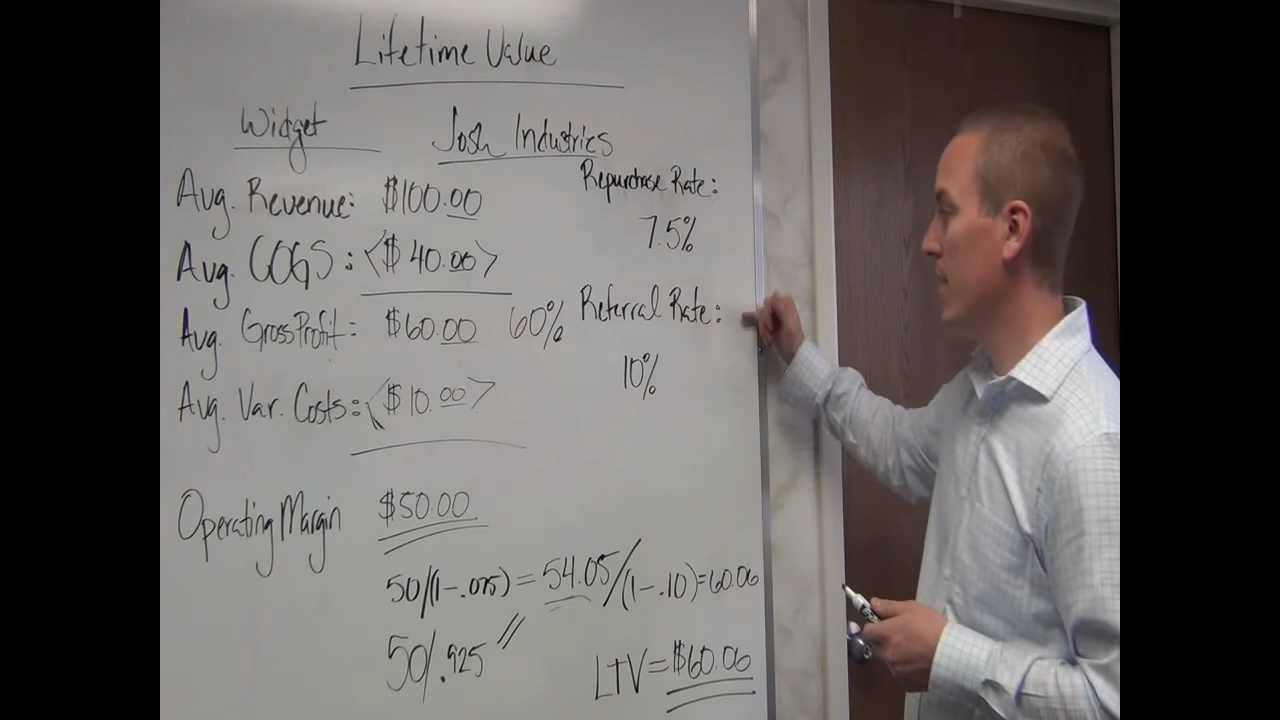 Lifetime Value
Widget
Josh Industries
Avg. Revenue: $100.00
Avg. COGS: <$40.00>
Avg. Gross Profit: $60.00 60%
Avg. Var. Costs: <$10.00>
Operating Margin $50.00
Repurchase Rate:
7.5%
Referral Rate:
10%
50/(1-.075) = 54.05/(1-.10)=60.06
50/.925
LTV = $60.06